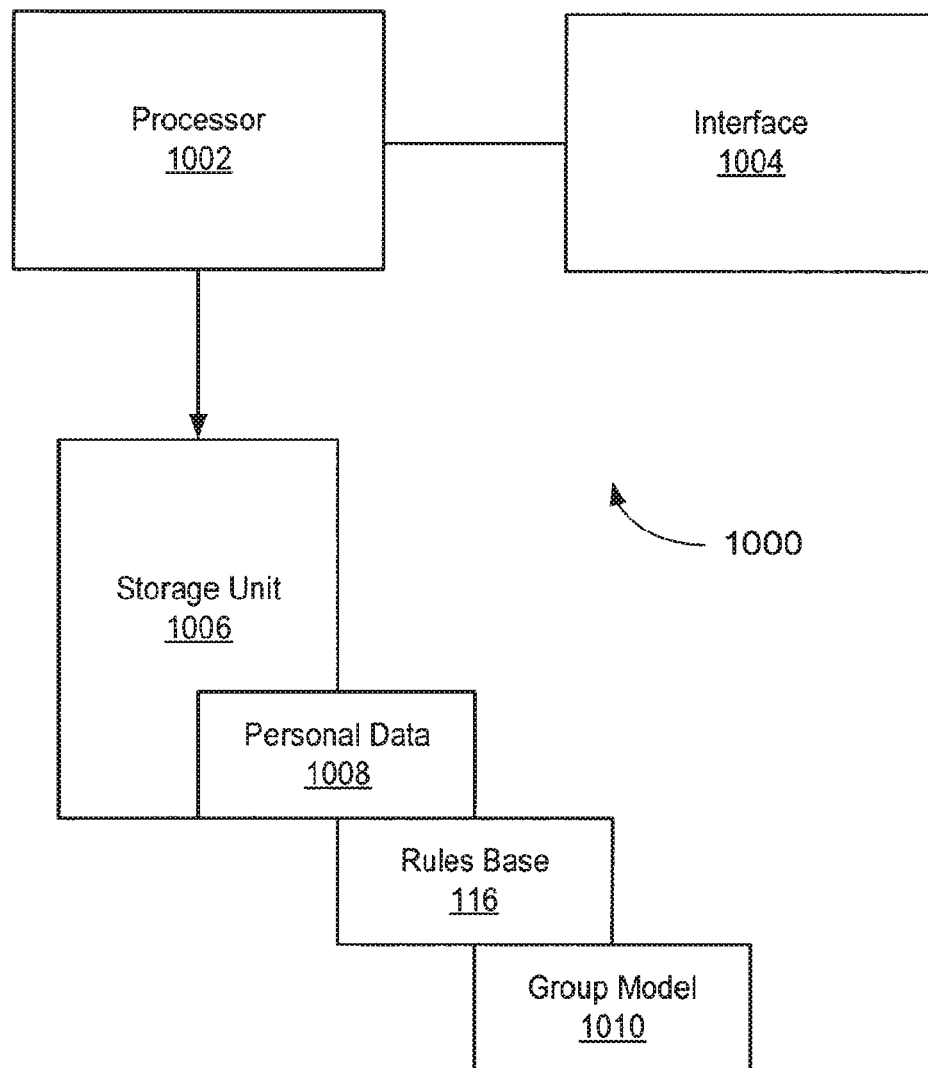 Processor
1002
Interface
1004
1000
Storage Unit
1006
Personal Data
1008
Rules Base
116
Group Model
1010